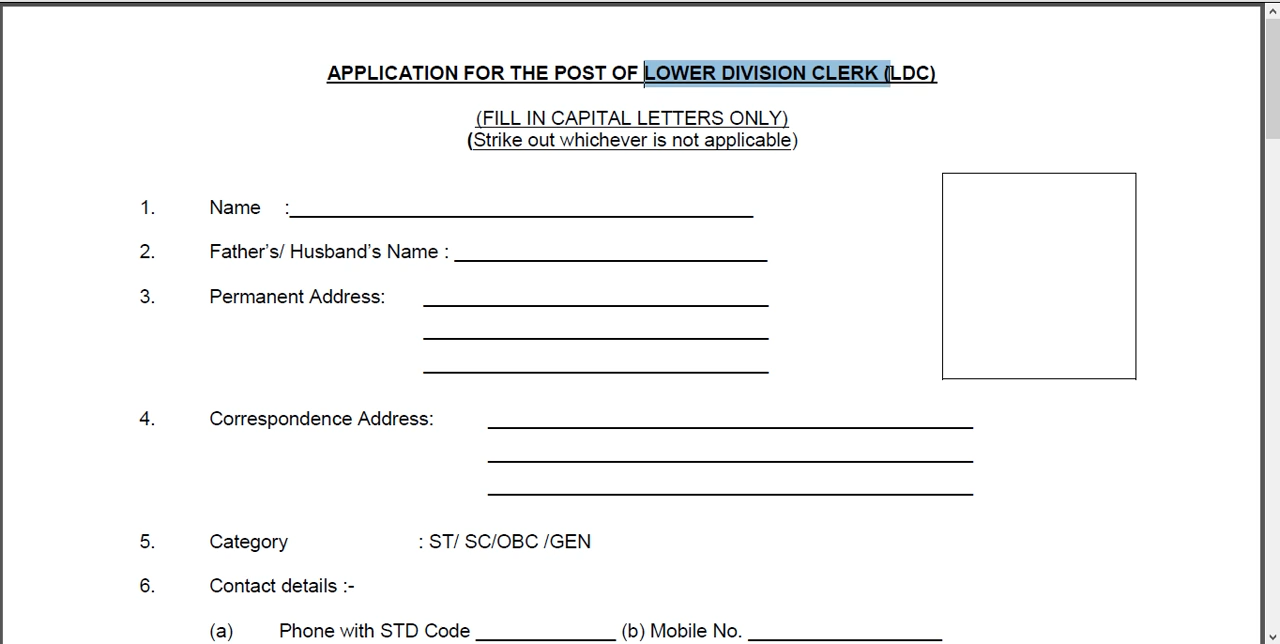 APPLICATION FOR THE POST OF LOWER DIVISION CLERK (LDC)
(FILL IN CAPITAL LETTERS ONLY)
(Strike out whichever is not applicable)
1. Name :
2. Father's/ Husband's Name :
3. Permanent Address:
4. Correspondence Address:
5. Category : ST/ SC/OBC /GEN
6. Contact details :-
(a) Phone with STD Code (b) Mobile No.